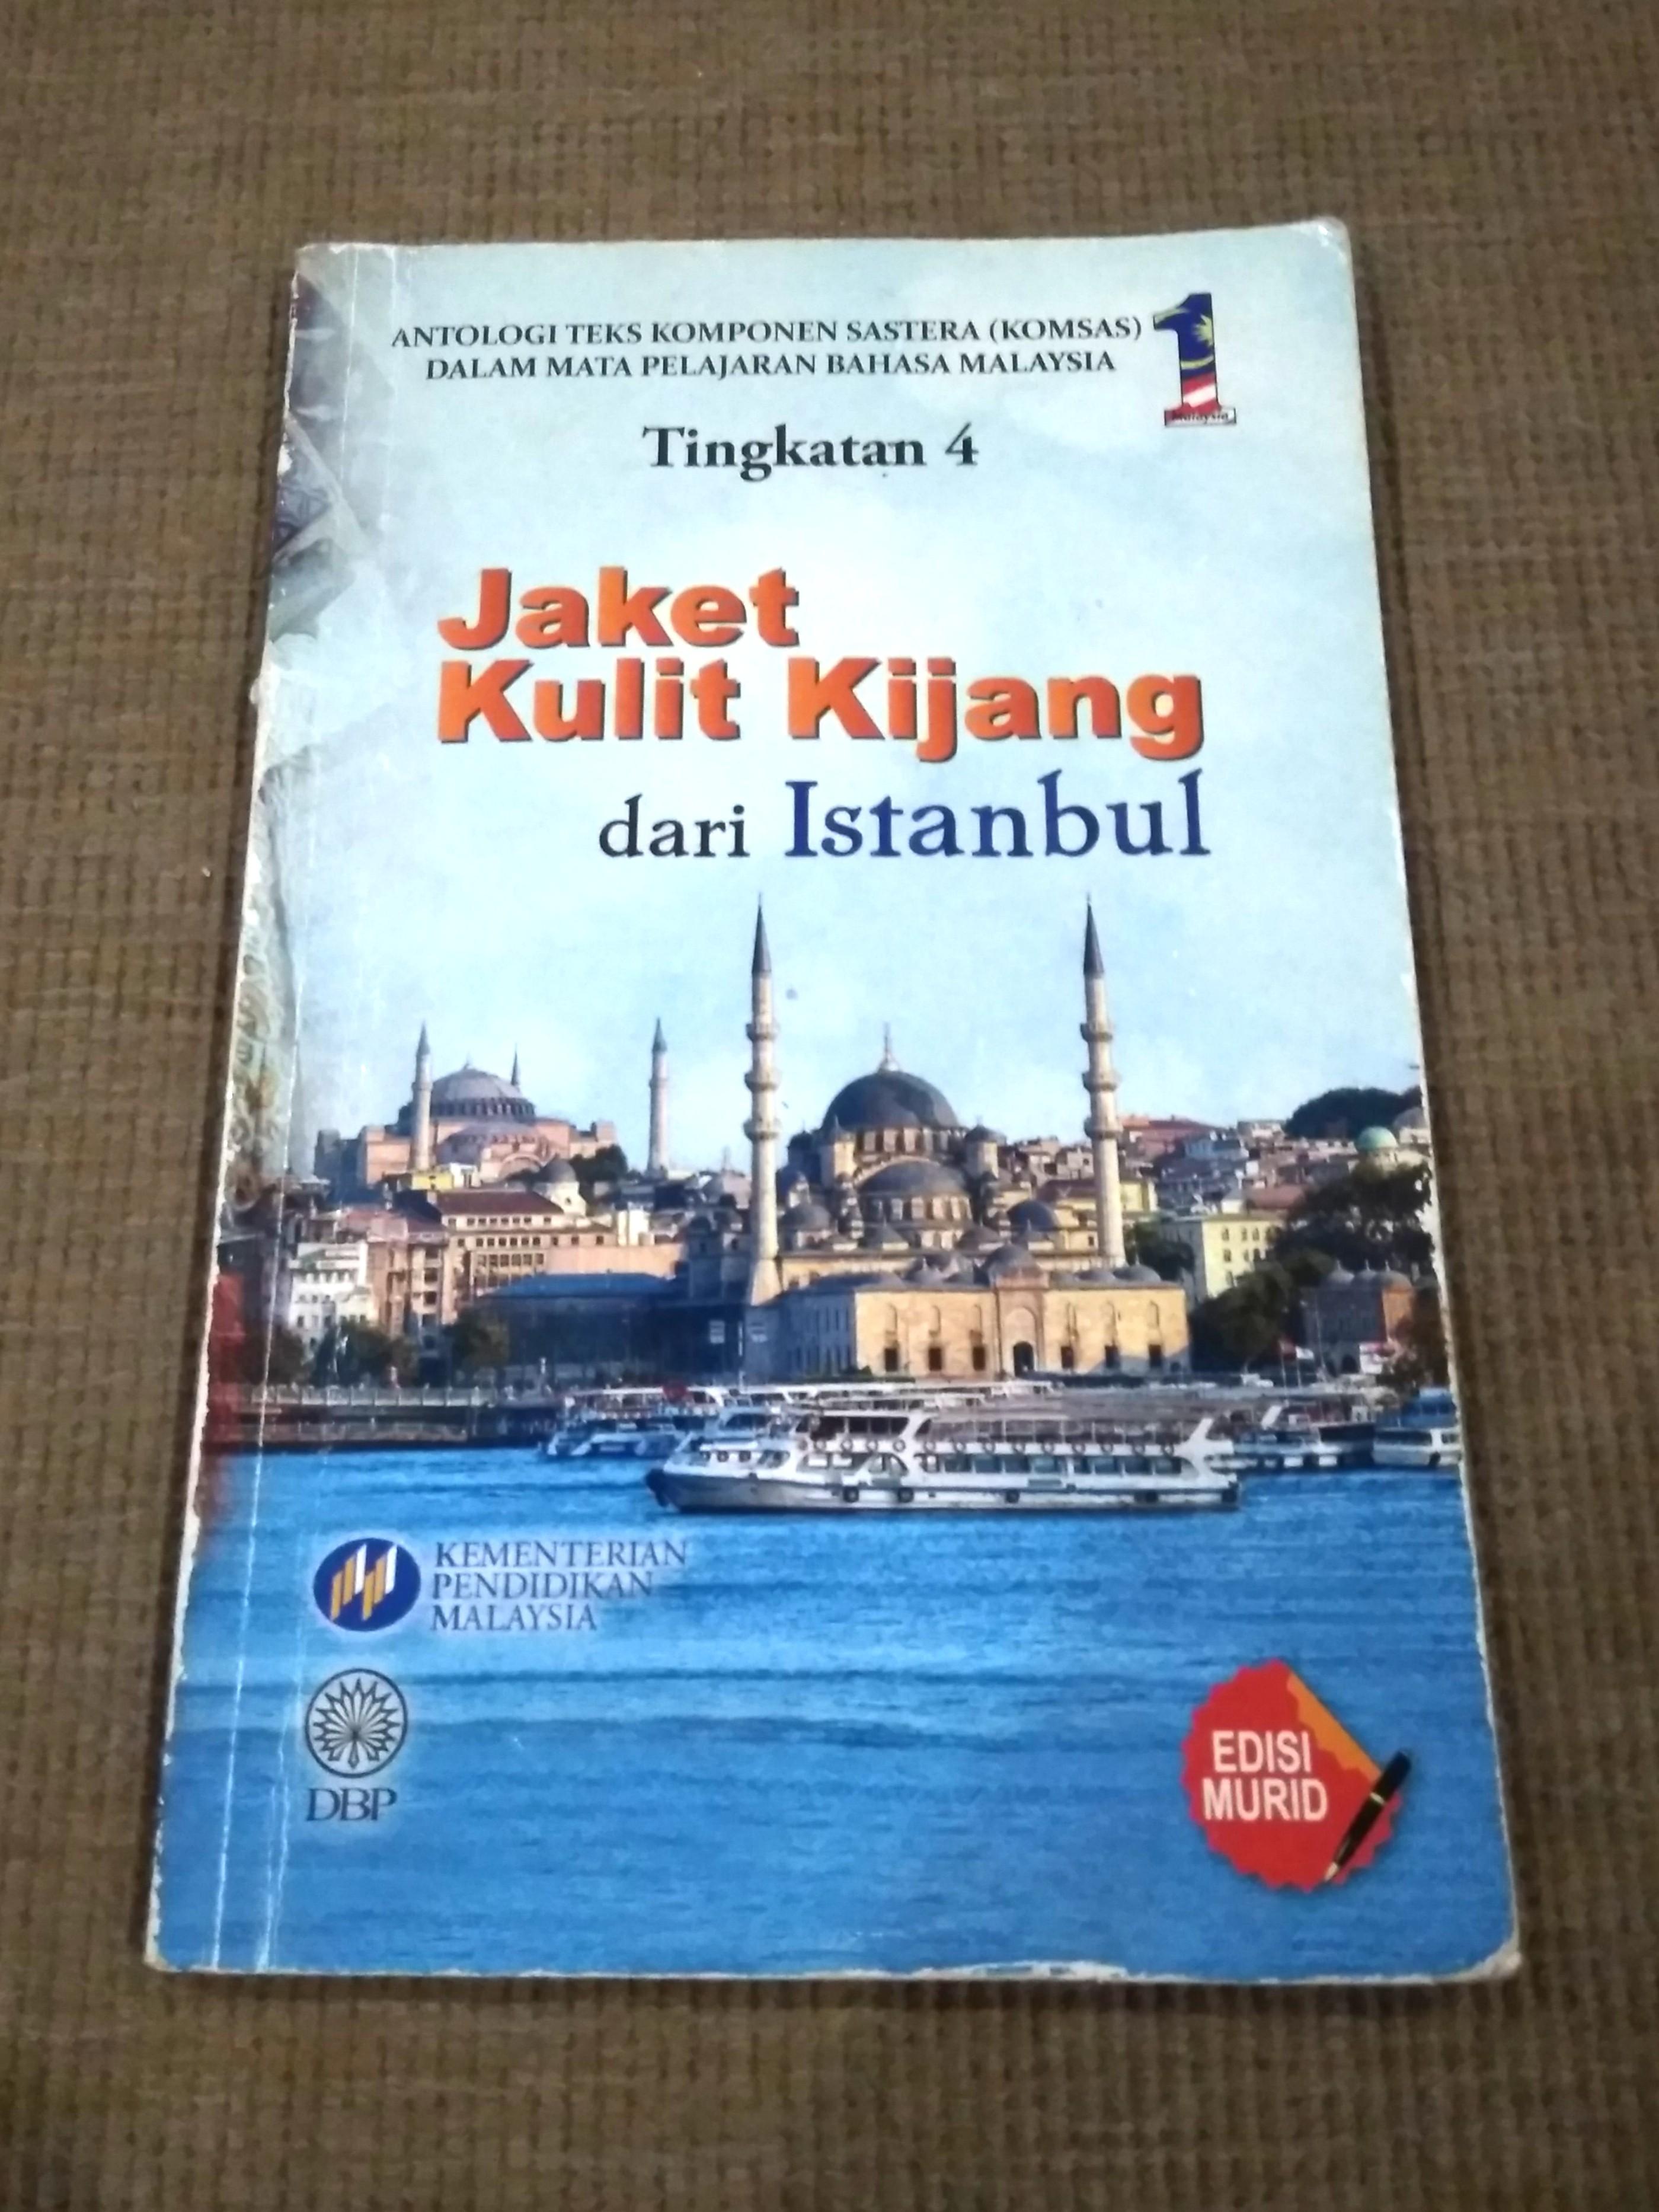 ANTOLOGI TEKS KOMPONEN SASTERA (KOMSAS)
DALAM MATA PELAJARAN BAHASA MALAYSIA
1
Malaysia
Tingkatan 4
Jaket
Kulit Kijang
dari Istanbul
KEMENTERIAN
PENDIDIKAN
MALAYSIA
DBP
EDISI
MURID